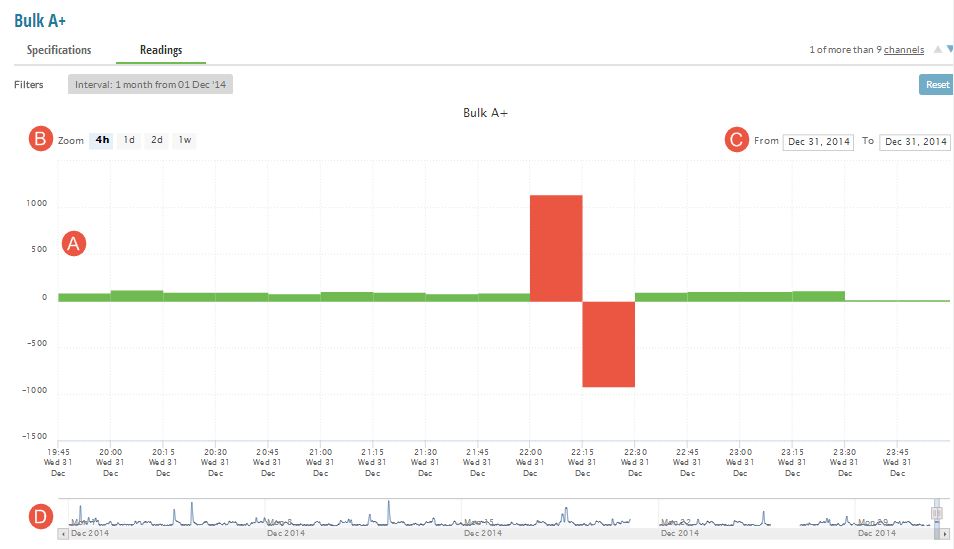 Bulk A+
Specifications Readings 1 of more than 9 channels
Filters Interval: 1 month from 01 Dec '14 Reset
Bulk A+
B Zoom 4h 1d 2d 1w C From Dec 31, 2014 To Dec 31, 2014
1000
A
500
0
-500
-1000
-1500
19:45 20:00 20:15 20:30 20:45 21:00 21:15 21:30 21:45 22:00 22:15 22:30 22:45 23:00 23:15 23:30 23:45
Wed 31 Wed 31 Wed 31 Wed 31 Wed 31 Wed 31 Wed 31 Wed 31 Wed 31 Wed 31 Wed 31 Wed 31 Wed 31 Wed 31 Wed 31 Wed 31 Wed 31
Dec Dec Dec Dec Dec Dec Dec Dec Dec Dec Dec Dec Dec Dec Dec Dec Dec
D
Dec 2014 Dec 2014 Dec 2014 Dec 2014 Dec 2014